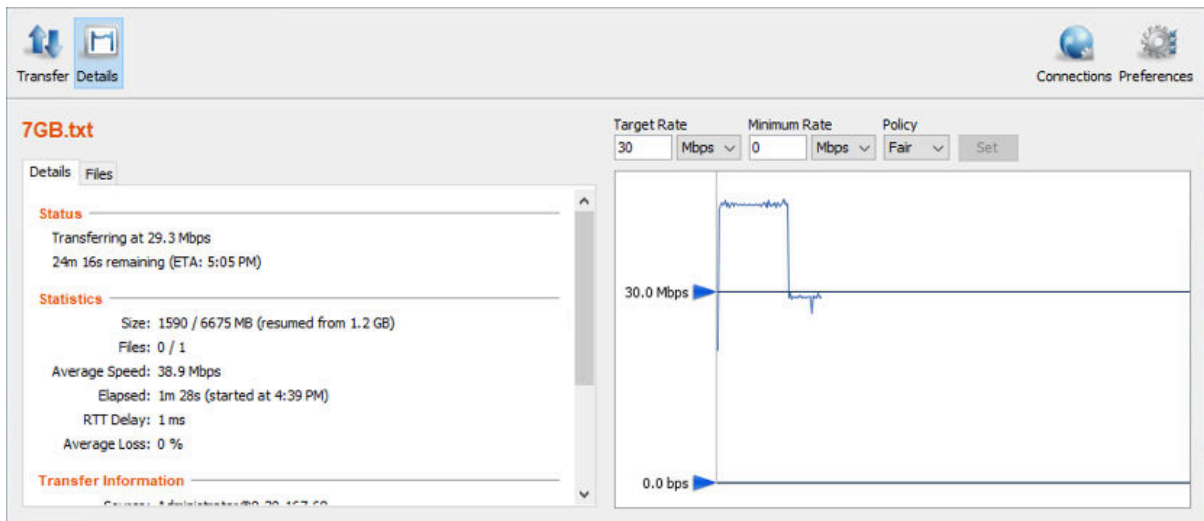 Transfer Details
Connections Preferences
7GB.txt
Details Files
Status
Transferring at 29.3 Mbps
24m 16s remaining (ETA: 5:05 PM)
Statistics
Size: 1590 / 6675 MB (resumed from 1.2 GB)
Files: 0 / 1
Average Speed: 38.9 Mbps
Elapsed: 1m 28s (started at 4:39 PM)
RTT Delay: 1 ms
Average Loss: 0 %
Transfer Information
Target Rate Minimum Rate Policy
30 Mbps 0 Mbps Fair Set
30.0 Mbps
0.0 bps